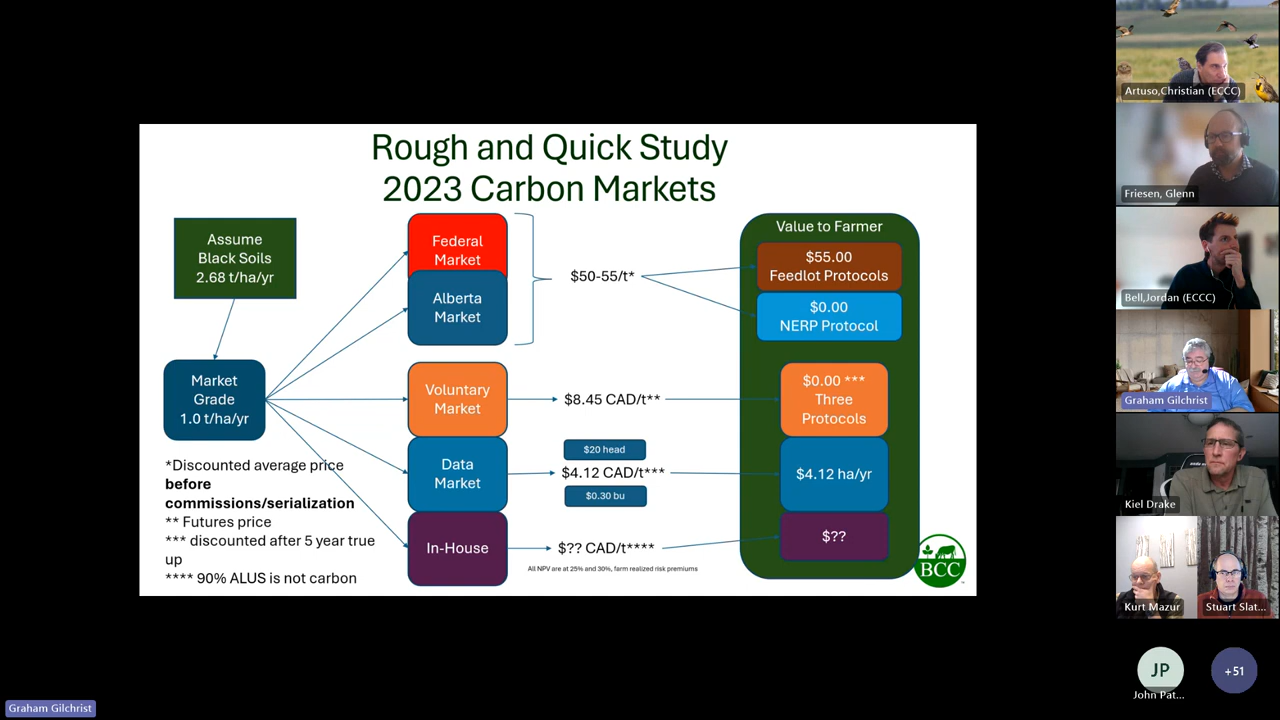 Rough and Quick Study
2023 Carbon Markets
Assume
Black Soils
2.68 t/ha/yr
Market
Grade
1.0 t/ha/yr
*Discounted average price
before
commissions/serialization
** Futures price
*** discounted after 5 year true
up
**** 90% ALUS is not carbon
Federal
Market
Alberta
Market
Voluntary
Market
Data
Market
In-House
$50-55/t*
$8.45 CAD/t**
$20 head
$4.12 CAD/t***
$0.30 bu
$?? CAD/t****
All NPV are at 25% and 30%, farm realized risk premiums
Value to Farmer
$55.00
Feedlot Protocols
$0.00
NERP Protocol
$0.00 ***
Three
Protocols
$4.12 ha/yr
$??
BCC
Artuso,Christian (ECCC)
Friesen, Glenn
Bell,Jordan (ECCC)
Graham Gilchrist
Kiel Drake
Kurt Mazur
Stuart Slat...
JP
John Pat...
+51
Graham Gilchrist